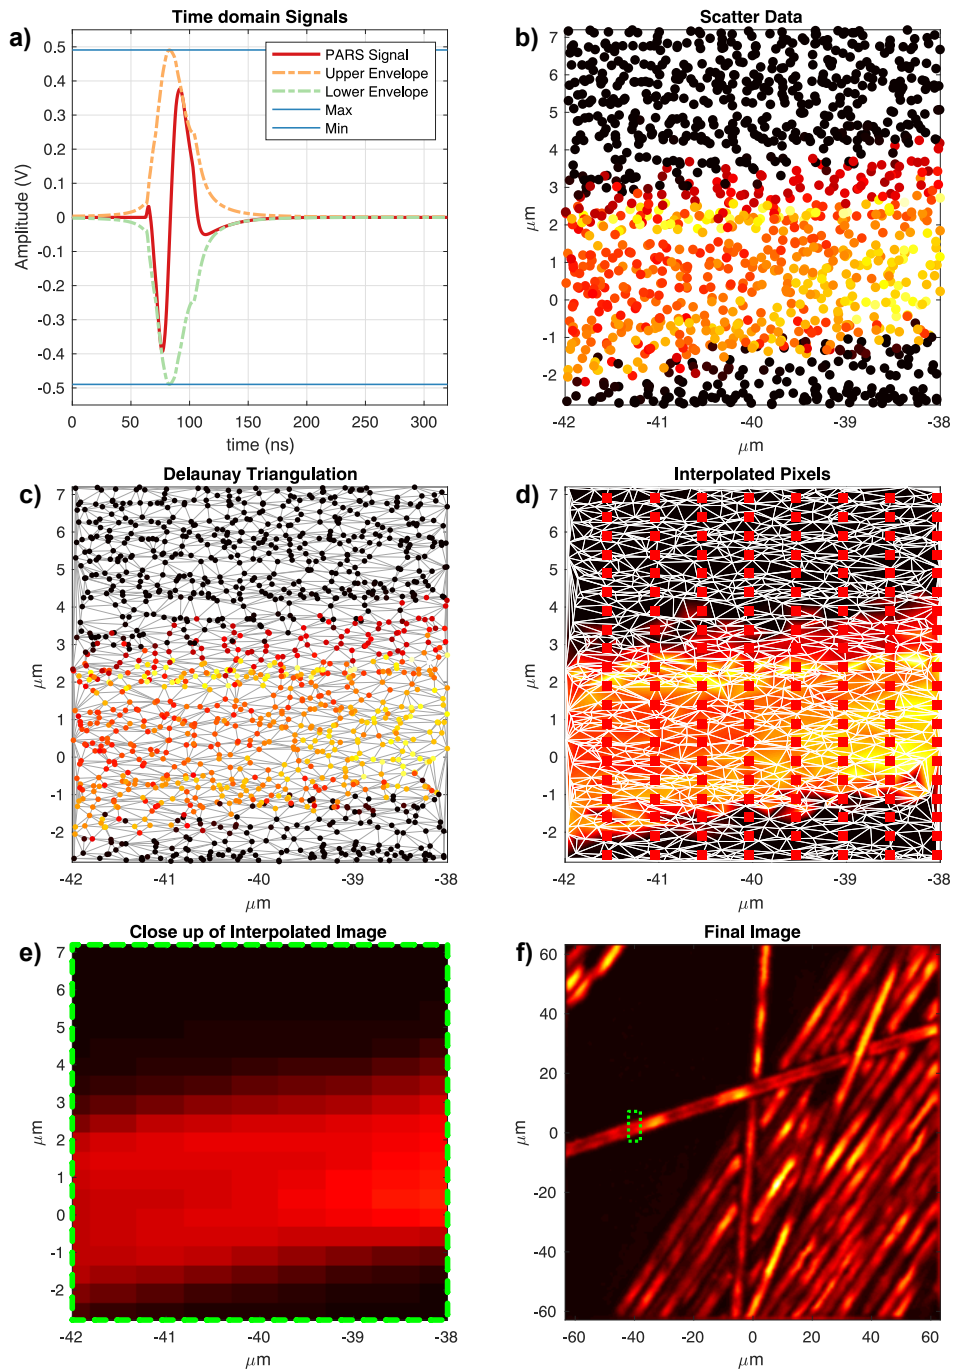 a)
Time domain Signals
0.5
0.4
0.3
0.2
0.1
0
-0.1
-0.2
-0.3
-0.4
-0.5
Amplitude (V)
PARS Signal
Upper Envelope
Lower Envelope
Max
Min
0 50 100 150 200 250 300
time (ns)
b)
Scatter Data
7
6
5
4
3
2
1
0
-1
-2
μm
-42 -41 -40 -39 -38
μm
c)
Delaunay Triangulation
7
6
5
4
3
2
1
0
-1
-2
μm
-42 -41 -40 -39 -38
μm
d)
Interpolated Pixels
7
6
5
4
3
2
1
0
-1
-2
μm
-42 -41 -40 -39 -38
μm
e)
Close up of Interpolated Image
7
6
5
4
3
2
1
0
-1
-2
μm
-42 -41 -40 -39 -38
μm
f)
Final Image
60
40
20
0
-20
-40
-60
μm
-60 -40 -20 0 20 40 60
μm